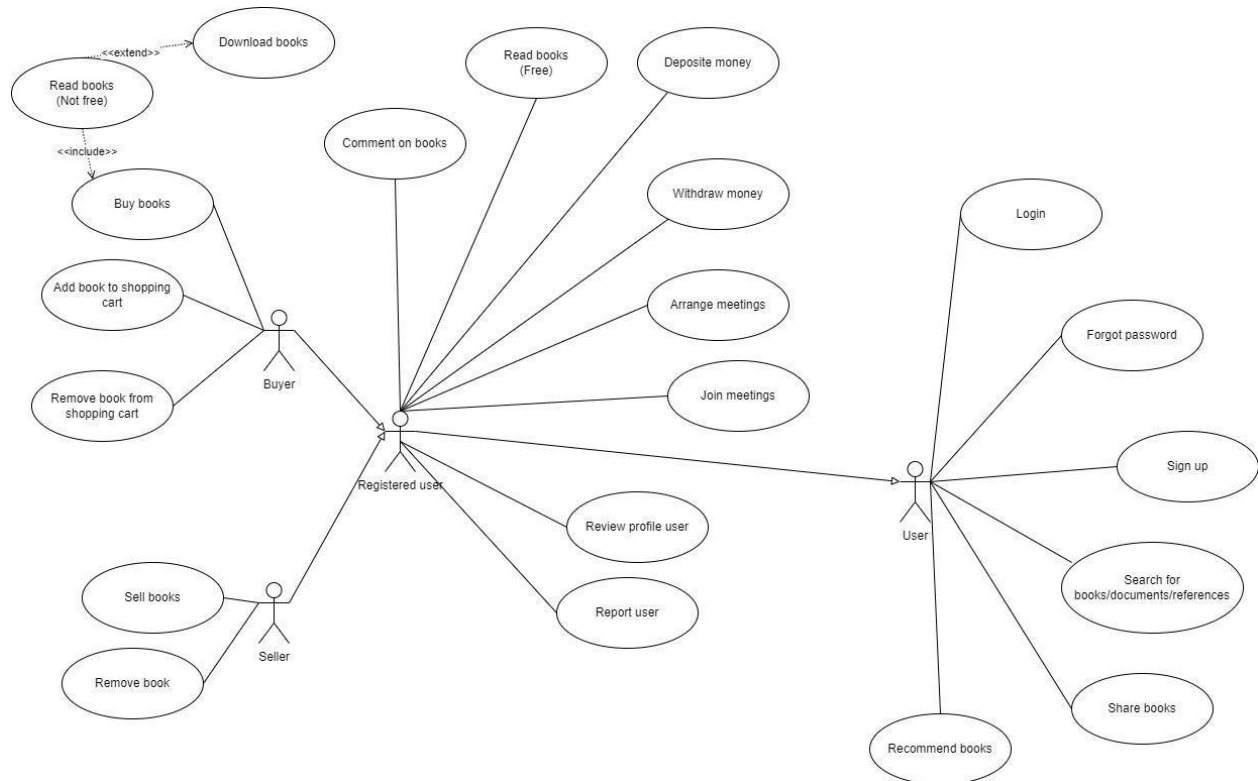 Download books
<<extend>>
Read books
(Not free)
<<include>>
Buy books
Add book to shopping
cart
Remove book from
shopping cart
Buyer
Comment on books
Read books
(Free)
Deposite money
Withdraw money
Arrange meetings
Join meetings
Registered user
Review profile user
Report user
Sell books
Remove book
Seller
Login
Forgot password
Sign up
User
Search for
books/documents/references
Share books
Recommend books